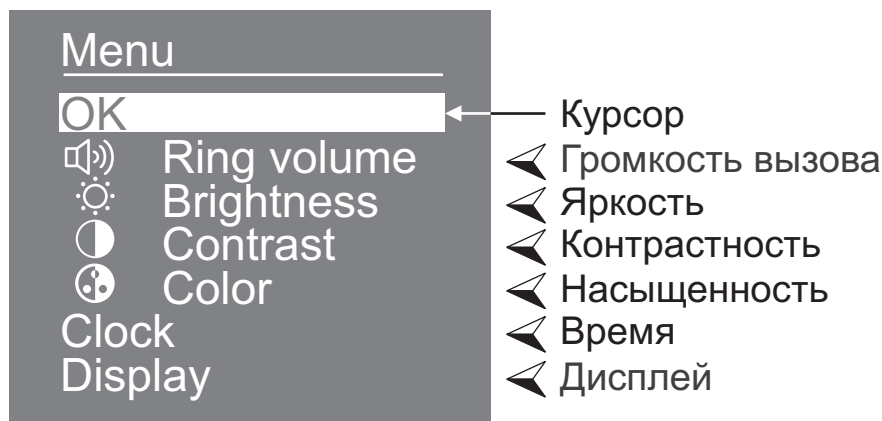 Menu
OK Курсор
Ring volume Громкость вызова
Brightness Яркость
Contrast Контрастность
Color Насыщенность
Clock Время
Display Дисплей